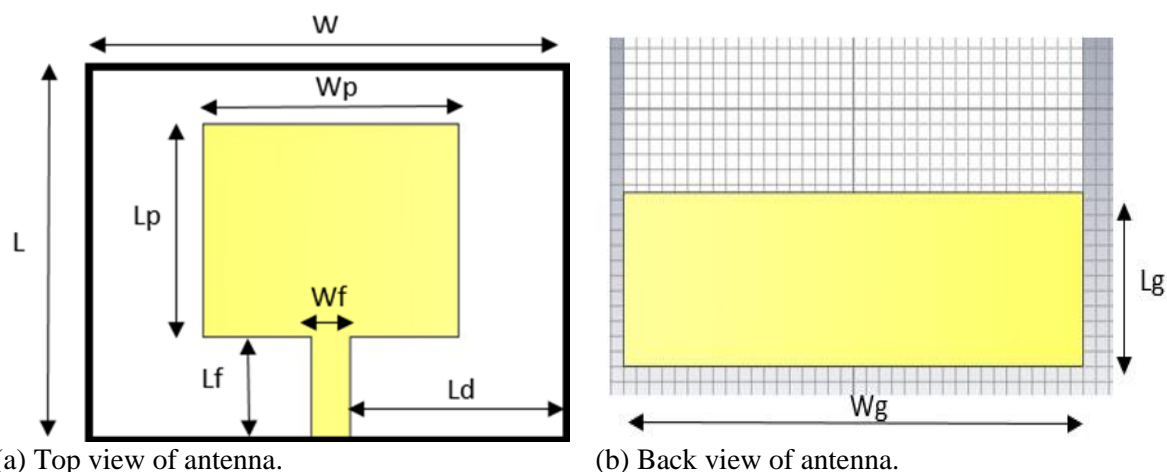 W
Wp
Lp
L
Wf
Lf
Ld
Lg
Wg
(a) Top view of antenna.
(b) Back view of antenna.